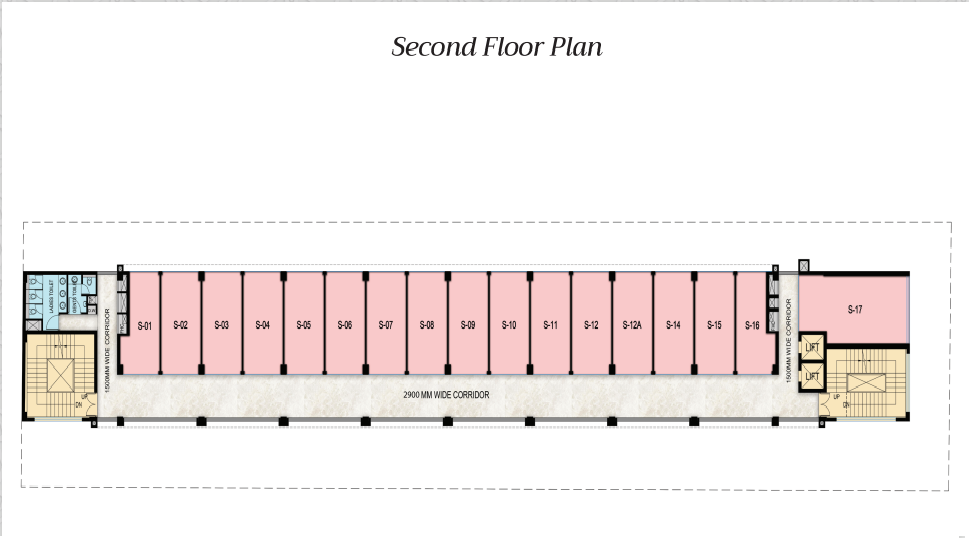 Second Floor Plan
LADIES TOILET
1500MM WIDE CORRIDOR
S-01
S-02
S-03
S-04
S-05
S-06
S-07
S-08
S-09
S-10
S-11
S-12
S-12A
S-14
S-15
S-16
1500MM WIDE CORRIDOR
S-17
LIFT
LIFT
2900 MM WIDE CORRIDOR
UP
DN
UP
DN